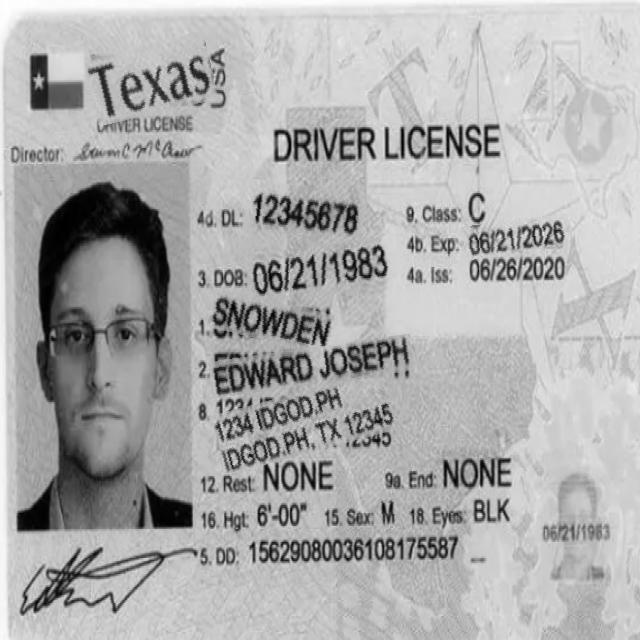 Texas USA
DRIVER LICENSE
Director:
DRIVER LICENSE
4d. DL: 12345678
9. Class: C
4b. Exp: 06/21/2026
3. DOB: 06/21/1983
4a. Iss: 06/26/2020
1. SNOWDEN
2. EDWARD JOSEPH
8. 1234 IDGOD.PH
IDGOD.PH, TX 12345
12. Rest: NONE
9a. End: NONE
16. Hgt: 6'-00"
15. Sex: M
18. Eyes: BLK
5. DD: 15629080036108175587
06/21/1983